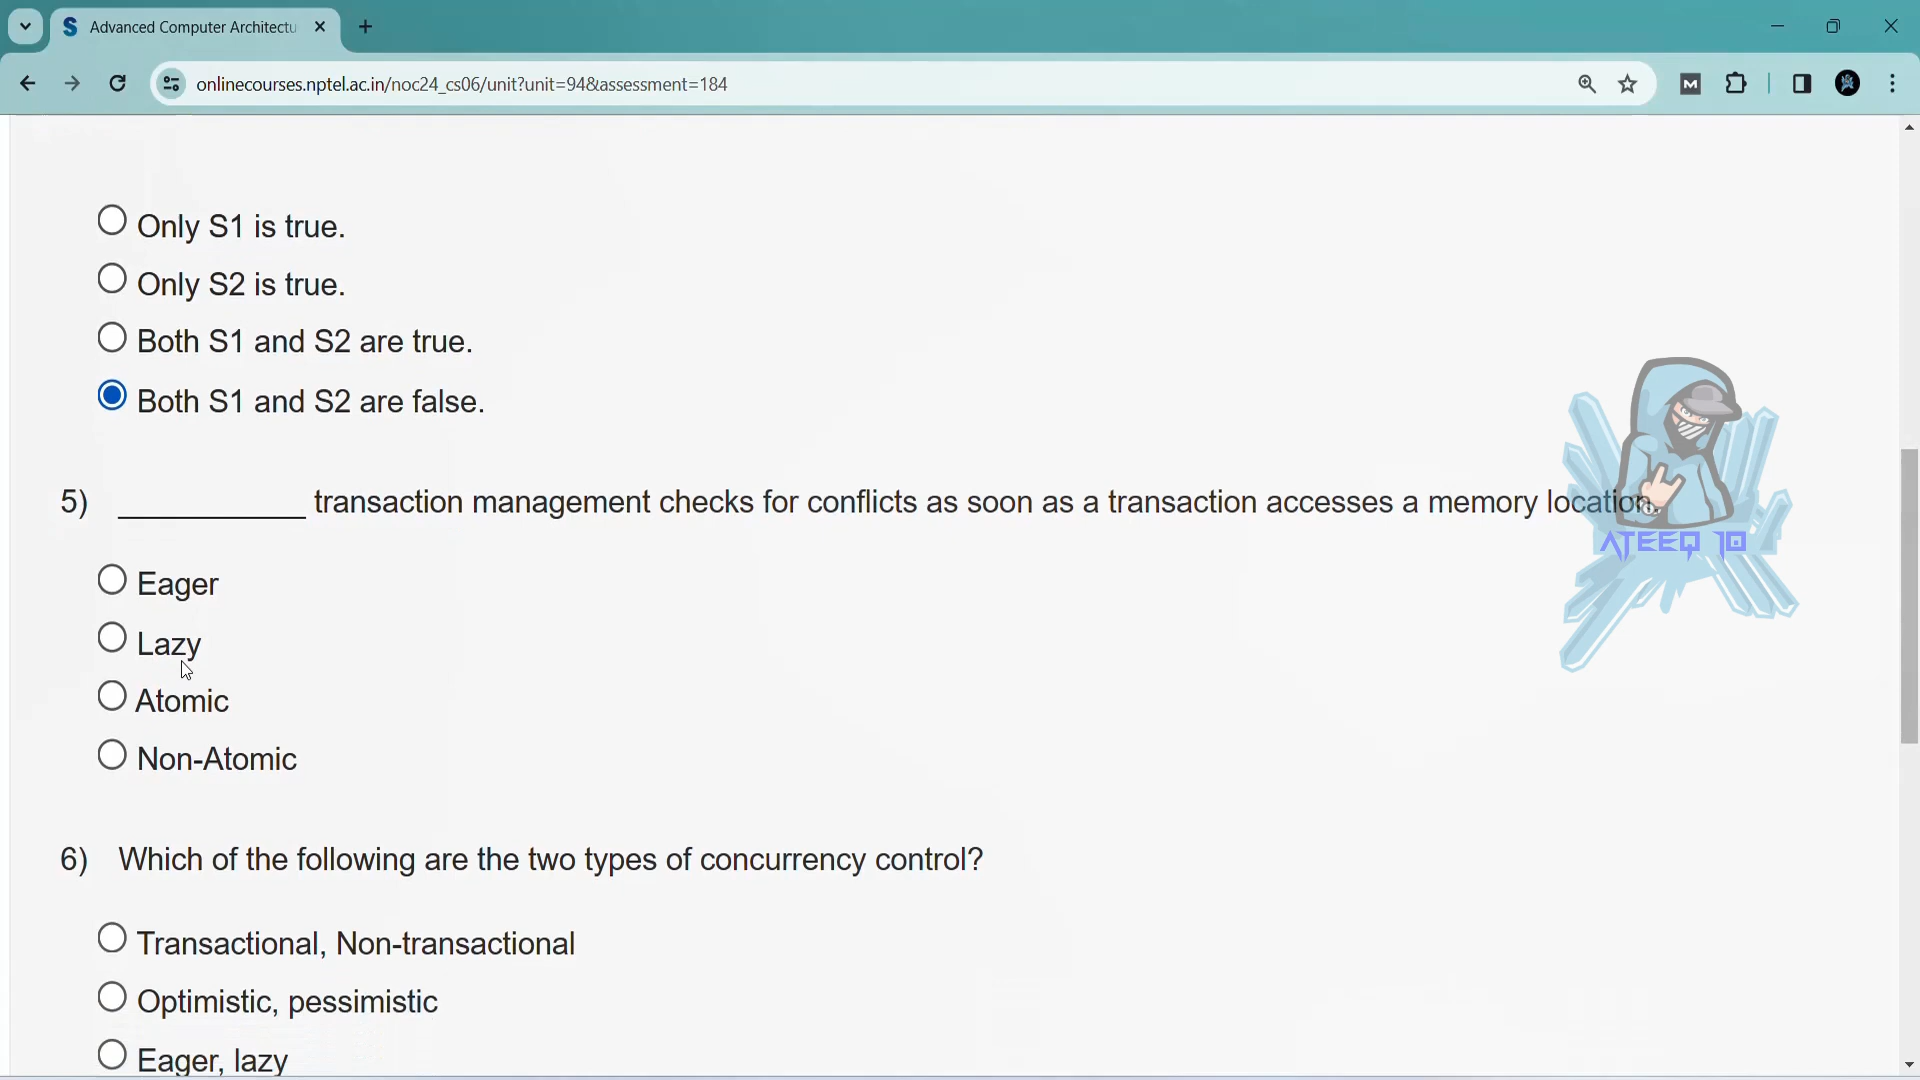 Advanced Computer Architectu
onlinecourses.nptel.ac.in/noc24_cs06/unit?unit=94&assessment=184
Only S1 is true.
Only S2 is true.
Both S1 and S2 are true.
Both S1 and S2 are false.
5) ___________ transaction management checks for conflicts as soon as a transaction accesses a memory location.
ATEEQ 10
Eager
Lazy
Atomic
Non-Atomic
6) Which of the following are the two types of concurrency control?
Transactional, Non-transactional
Optimistic, pessimistic
Eager, lazy